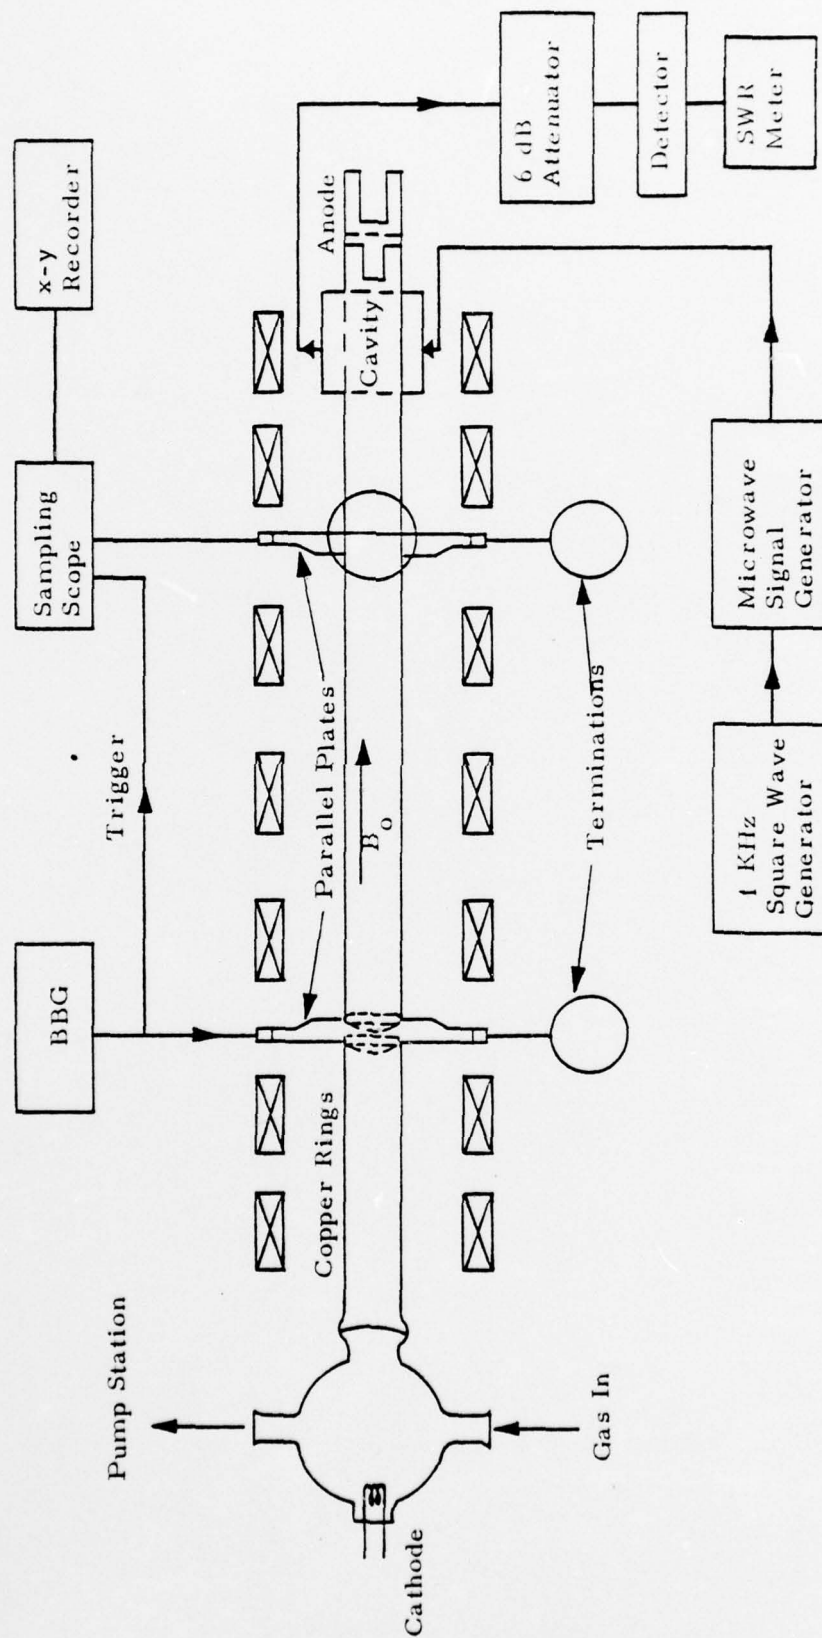 x-y
Recorder
Sampling
Scope
Trigger
BBG
Pump Station
Anode
Cavity
Parallel Plates
B o
Copper Rings
Cathode
Gas In
Terminations
6 dB
Attenuator
Detector
SWR
Meter
Microwave
Signal
Generator
1 KHz
Square Wave
Generator